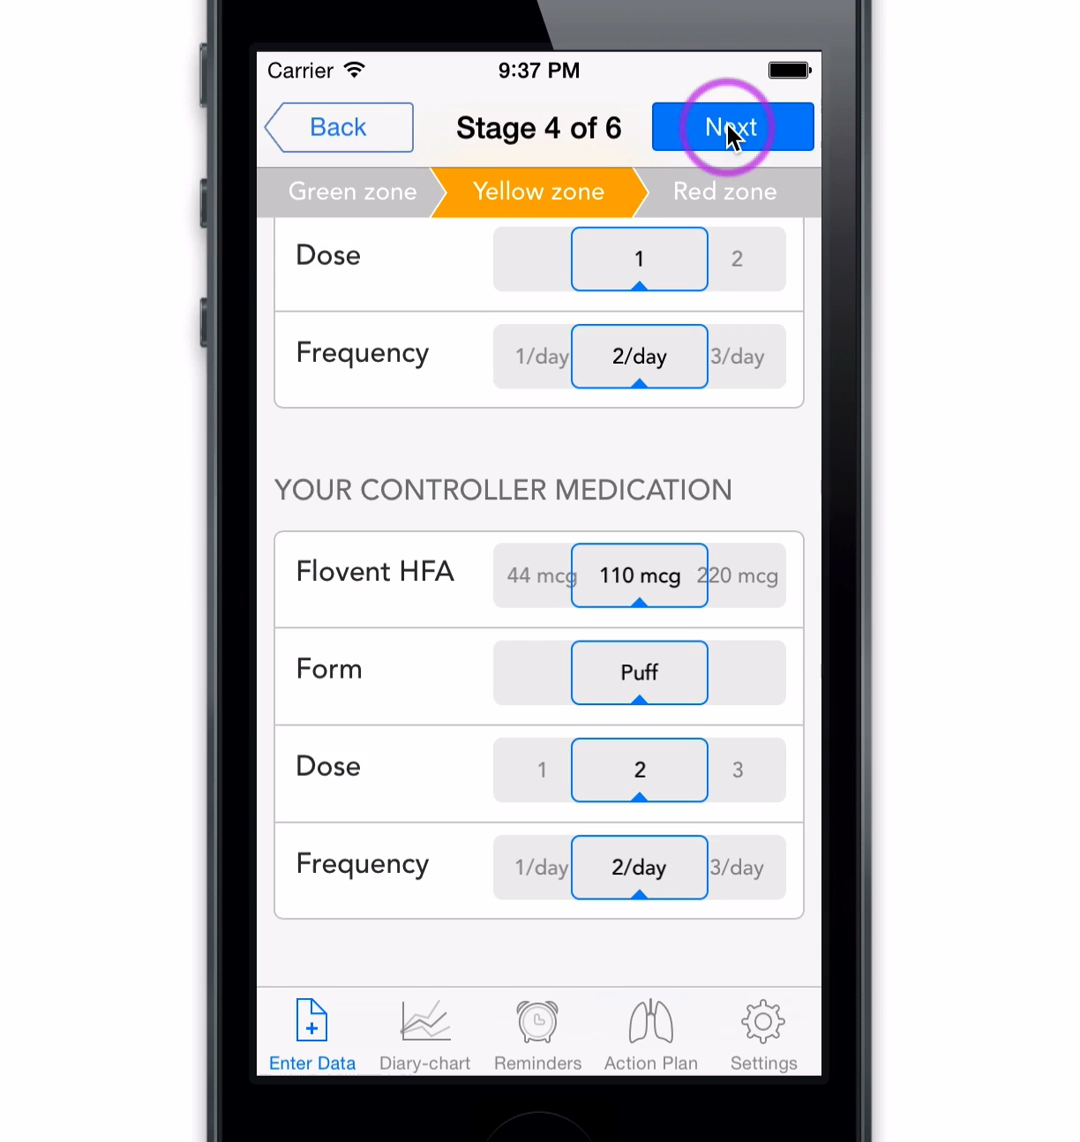 Carrier 9:37 PM
Back Stage 4 of 6 Next
Green zone Yellow zone Red zone
Dose 1 2
Frequency 1/day 2/day 3/day
YOUR CONTROLLER MEDICATION
Flovent HFA 44 mcg 110 mcg 220 mcg
Form Puff
Dose 1 2 3
Frequency 1/day 2/day 3/day
Enter Data Diary-chart Reminders Action Plan Settings